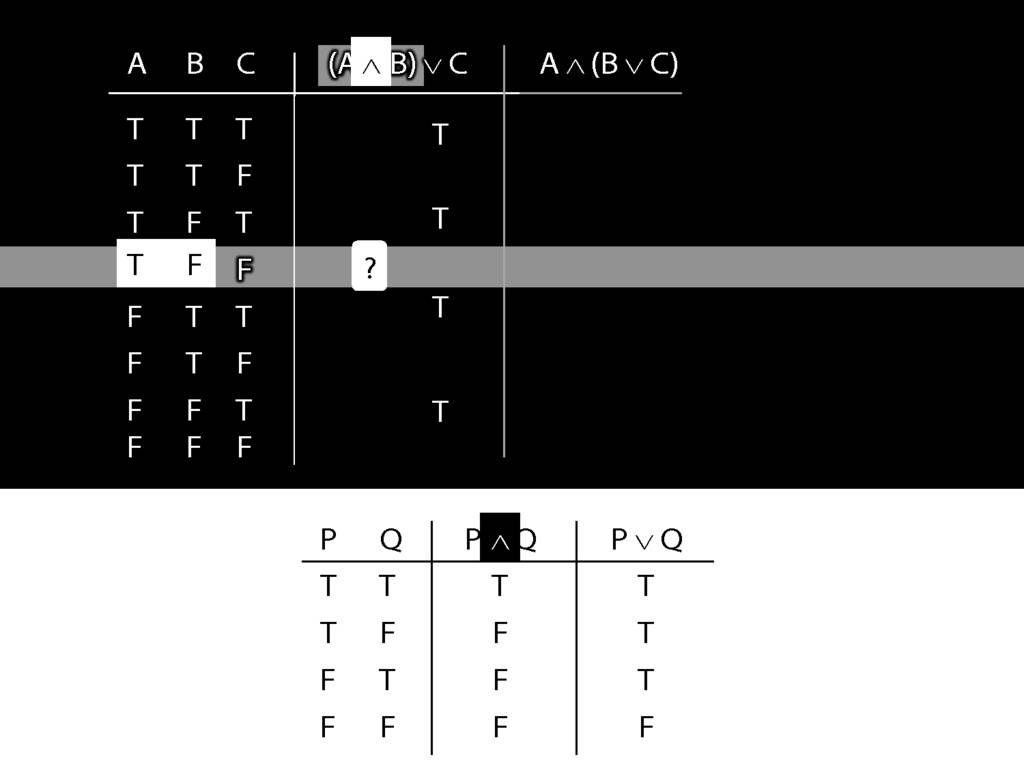 A B C (A ∧ B) ∨ C A ∧ (B ∨ C)
T T T T
T T F
T F T T
T F F ?
F T T T
F T F
F F T T
F F F
P Q P ∧ Q P ∨ Q
T T T T
T F F T
F T F T
F F F F